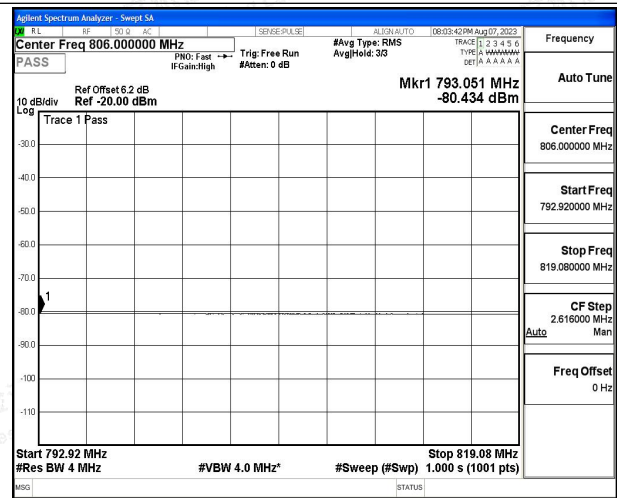 Agilent Spectrum Analyzer - Swept SA
RL RF 50 Ω AC SENSE:PULSE ALIGN AUTO 08:03:42 PM Aug 07, 2023
Center Freq 806.000000 MHz
PASS
PNO: Fast
IFGain:High
Trig: Free Run
#Atten: 0 dB
#Avg Type: RMS
Avg|Hold: 3/3
TRACE 1 2 3 4 5 6
TYPE A WWWWW
DET A A A A A A
Ref Offset 6.2 dB
Ref -20.00 dBm
10 dB/div
Log
Mkr1 793.051 MHz
-80.434 dBm
Trace 1 Pass
-30.0
-40.0
-50.0
-60.0
-70.0
1
-80.0
-90.0
-100
-110
Start 792.92 MHz Stop 819.08 MHz
#Res BW 4 MHz #VBW 4.0 MHz* #Sweep (#Swp) 1.000 s (1001 pts)
MSG STATUS
Frequency
Auto Tune
Center Freq
806.000000 MHz
Start Freq
792.920000 MHz
Stop Freq
819.080000 MHz
CF Step
2.616000 MHz
Auto Man
Freq Offset
0 Hz